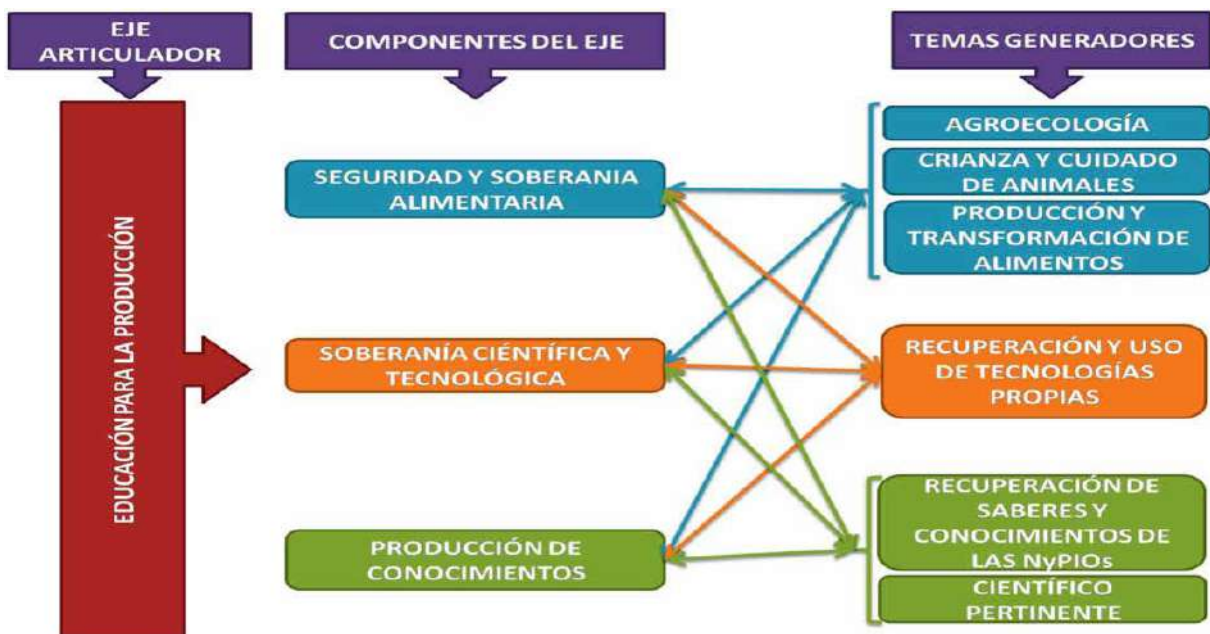 EJE
ARTICULADOR
COMPONENTES DEL EJE
TEMAS GENERADORES
EDUCACIÓN PARA LA PRODUCCIÓN
SEGURIDAD Y SOBERANIA
ALIMENTARIA
SOBERANÍA CIÉNTÍFICA Y
TECNOLÓGICA
PRODUCCIÓN DE
CONOCIMIENTOS
AGROECOLOGÍA
CRIANZA Y CUIDADO
DE ANIMALES
PRODUCCIÓN Y
TRANSFORMACIÓN DE
ALIMENTOS
RECUPERACIÓN Y USO
DE TECNOLOGÍAS
PROPIAS
RECUPERACIÓN DE
SABERES Y
CONOCIMIENTOS DE
LAS NyPIOs
CIENTÍFICO
PERTINENTE